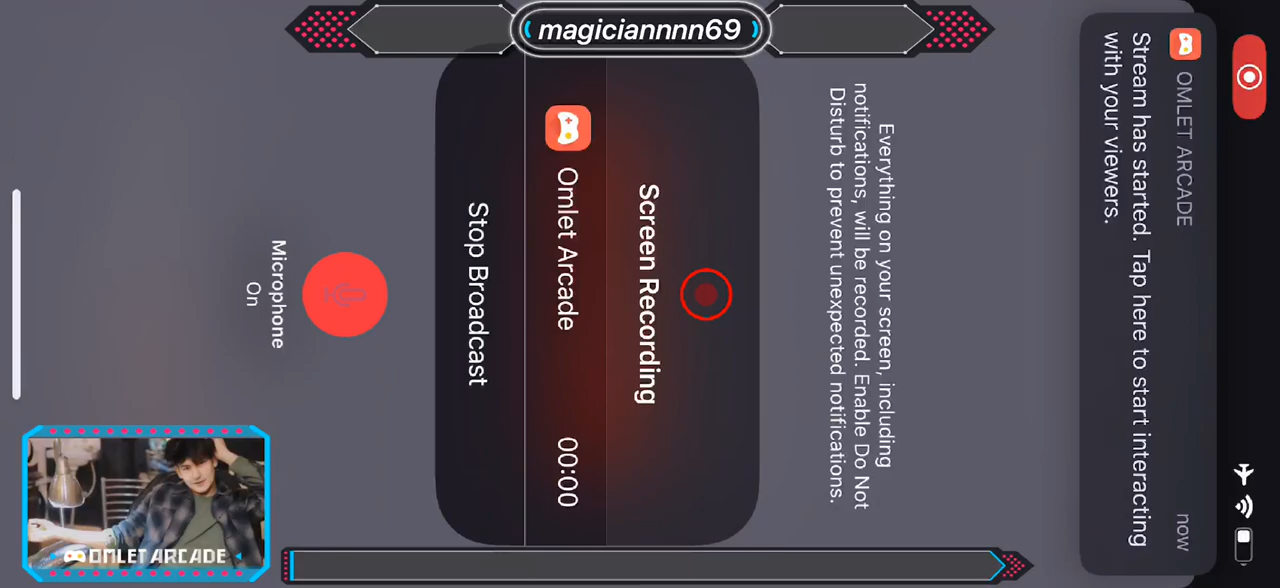 magiciannnn69
OMLET ARCADE
now
Stream has started. Tap here to start interacting
with your viewers.
Everything on your screen, including
notifications, will be recorded. Enable Do Not
Disturb to prevent unexpected notifications.
Screen Recording
Omlet Arcade
00:00
Stop Broadcast
Microphone
On
OMLET ARCADE